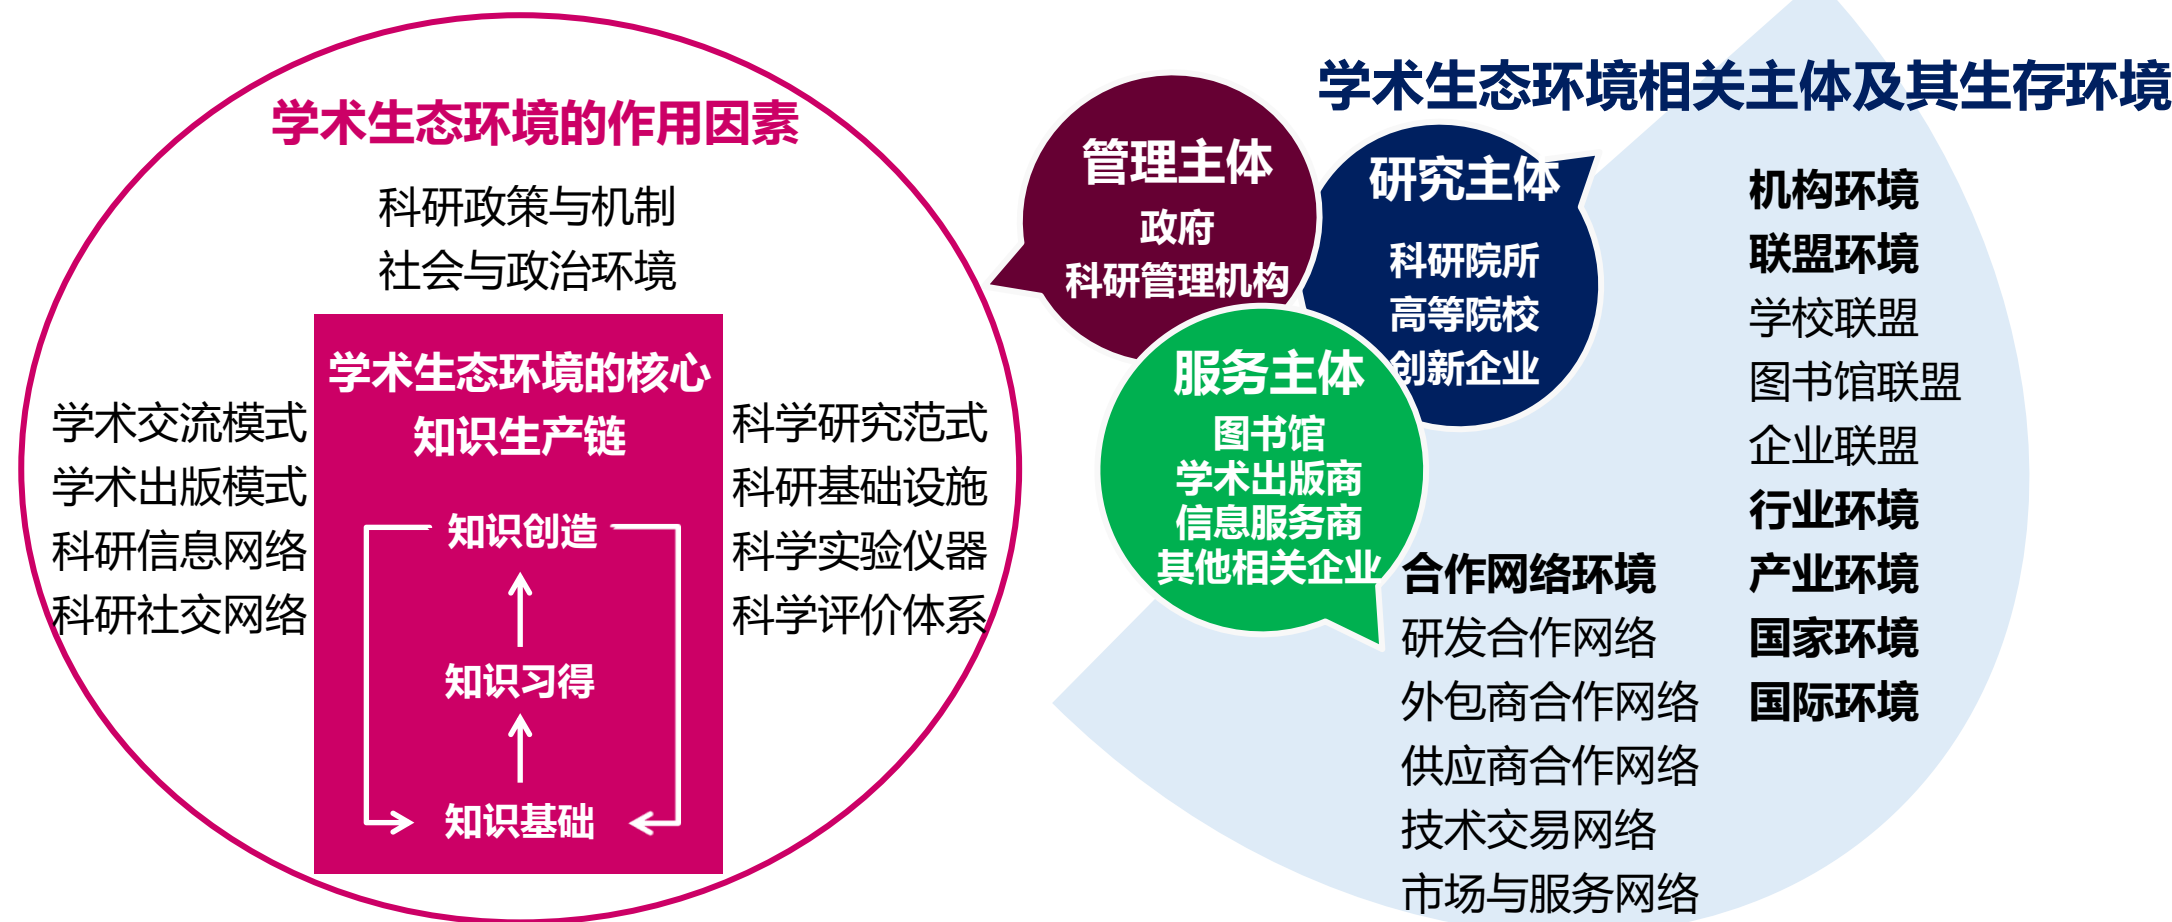 学术生态环境的作用因素
科研政策与机制
社会与政治环境
学术交流模式
学术出版模式
科研信息网络
科研社交网络
学术生态环境的核心
知识生产链
知识创造
知识习得
知识基础
科学研究范式
科研基础设施
科学实验仪器
科学评价体系
学术生态环境相关主体及其生存环境
管理主体
政府
科研管理机构
研究主体
科研院所
高等院校
创新企业
服务主体
图书馆
学术出版商
信息服务商
其他相关企业
合作网络环境
研发合作网络
外包商合作网络
供应商合作网络
技术交易网络
市场与服务网络
机构环境
联盟环境
学校联盟
图书馆联盟
企业联盟
行业环境
产业环境
国家环境
国际环境